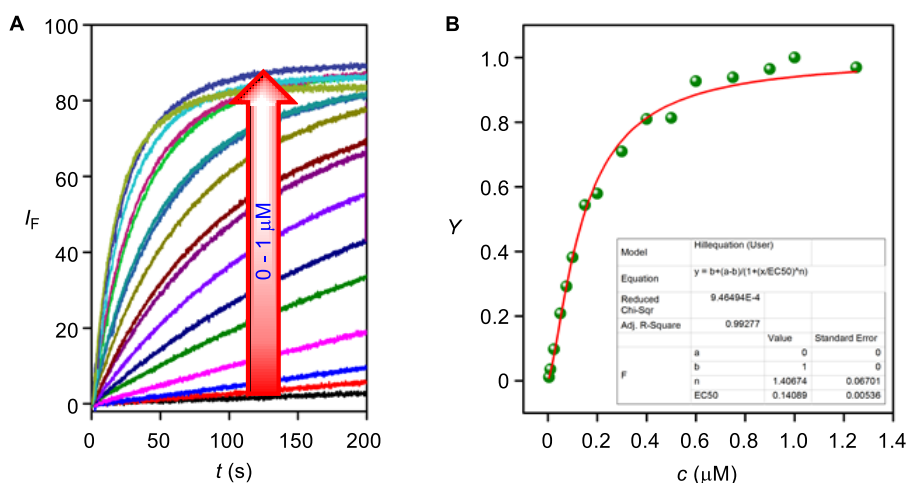 A
100
80
60
40
20
0
I_F
0 - 1 μM
0 50 100 150 200
t (s)
B
1.0
0.8
0.6
0.4
0.2
0
Y
Model Hillequation (User)
Equation y = b+(a-b)/(1+(x/EC50)^n)
Reduced
Chi-Sqr 9.46494E-4
Adj. R-Square 0.99277
Value Standard Error
F
a 0 0
b 1 0
n 1.40674 0.06701
EC50 0.14089 0.00536
0 0.2 0.4 0.6 0.8 1.0 1.2 1.4
c (μM)